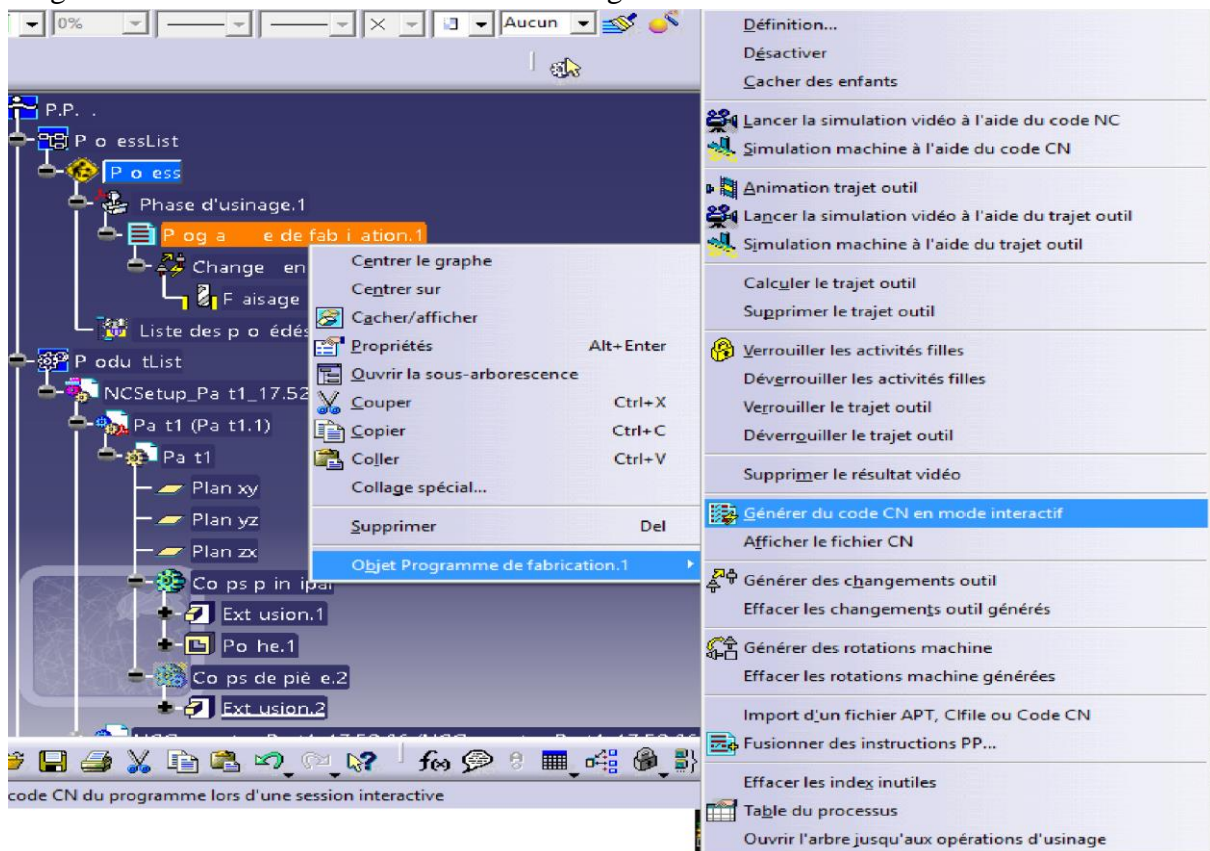 0%
Aucun
P.P. .
P o essList
P o ess
Phase d'usinage.1
P og a e de fab i ation.1
Change en
F aisage
Liste des p o édés
P odu tList
NCSetup_Pa t1_17.52
Pa t1 (Pa t1.1)
Pa t1
Plan xy
Plan yz
Plan zx
Co ps p in ipal
Ext usion.1
Po he.1
Co ps de piè e.2
Ext usion.2
code CN du programme lors d'une session interactive
Centrer le graphe
Centrer sur
Cacher/afficher
Propriétés Alt+Enter
Ouvrir la sous-arborescence
Couper Ctrl+X
Copier Ctrl+C
Coller Ctrl+V
Collage spécial...
Supprimer Del
Objet Programme de fabrication.1
Définition...
Désactiver
Cacher des enfants
Lancer la simulation vidéo à l'aide du code NC
Simulation machine à l'aide du code CN
Animation trajet outil
Lancer la simulation vidéo à l'aide du trajet outil
Simulation machine à l'aide du trajet outil
Calculer le trajet outil
Supprimer le trajet outil
Verrouiller les activités filles
Déverrouiller les activités filles
Verrouiller le trajet outil
Déverrouiller le trajet outil
Supprimer le résultat vidéo
Générer du code CN en mode interactif
Afficher le fichier CN
Générer des changements outil
Effacer les changements outil générés
Générer des rotations machine
Effacer les rotations machine générées
Import d'un fichier APT, Clfile ou Code CN
Fusionner des instructions PP...
Effacer les index inutiles
Table du processus
Ouvrir l'arbre jusqu'aux opérations d'usinage